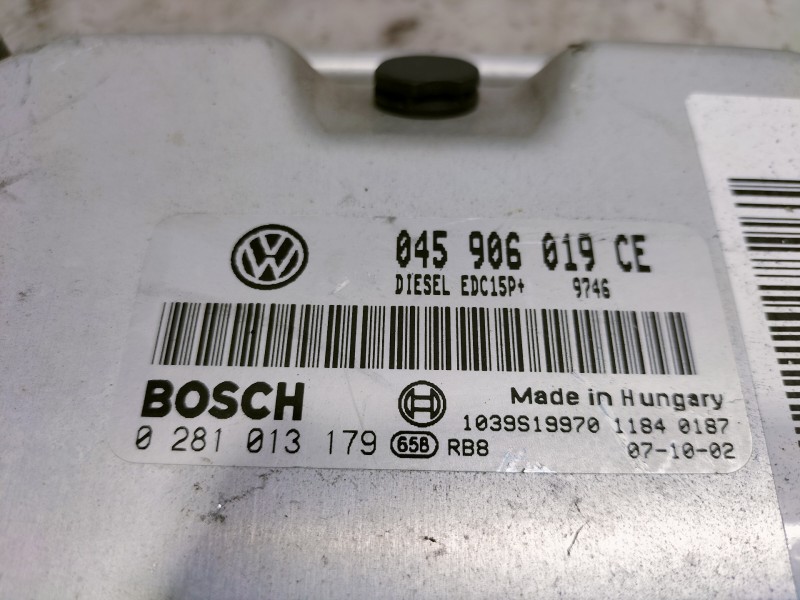 045 906 019 CE
DIESEL EDC15P+ 9746
BOSCH
Made in Hungary
1039S19970 1184 0187
0 281 013 179 658 RB8 07-10-02